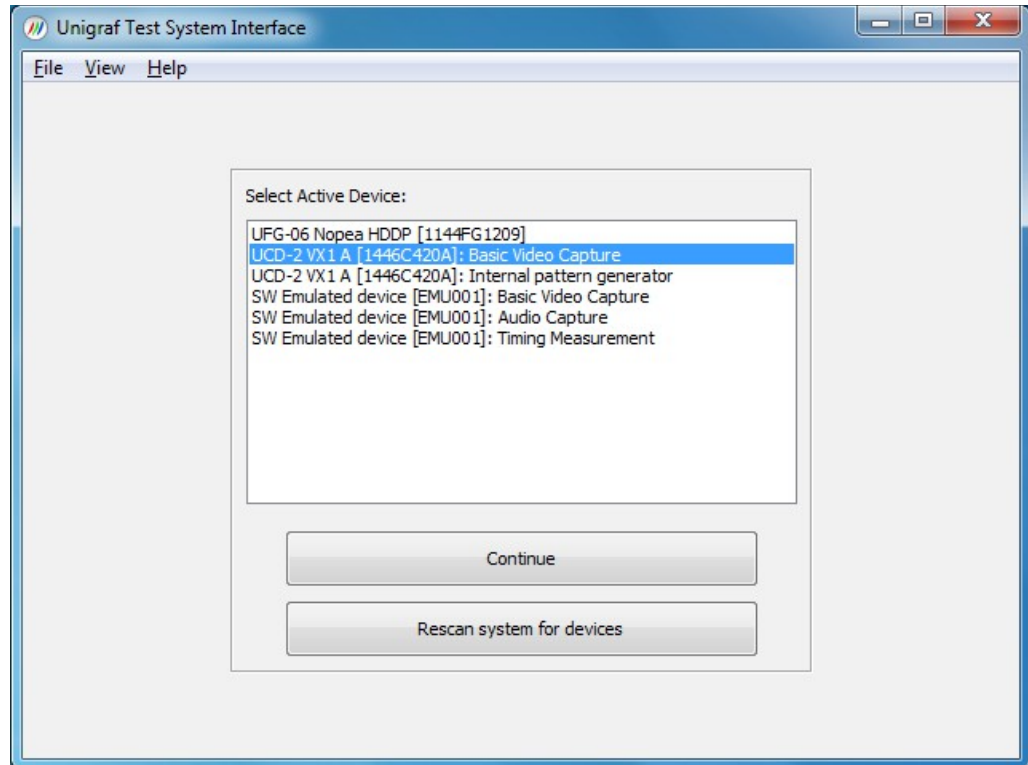 Unigraf Test System Interface
File View Help
Select Active Device:
UFG-06 Nopea HDDP [1144FG1209]
UCD-2 VX1 A [1446C420A]: Basic Video Capture
UCD-2 VX1 A [1446C420A]: Internal pattern generator
SW Emulated device [EMU001]: Basic Video Capture
SW Emulated device [EMU001]: Audio Capture
SW Emulated device [EMU001]: Timing Measurement
Continue
Rescan system for devices